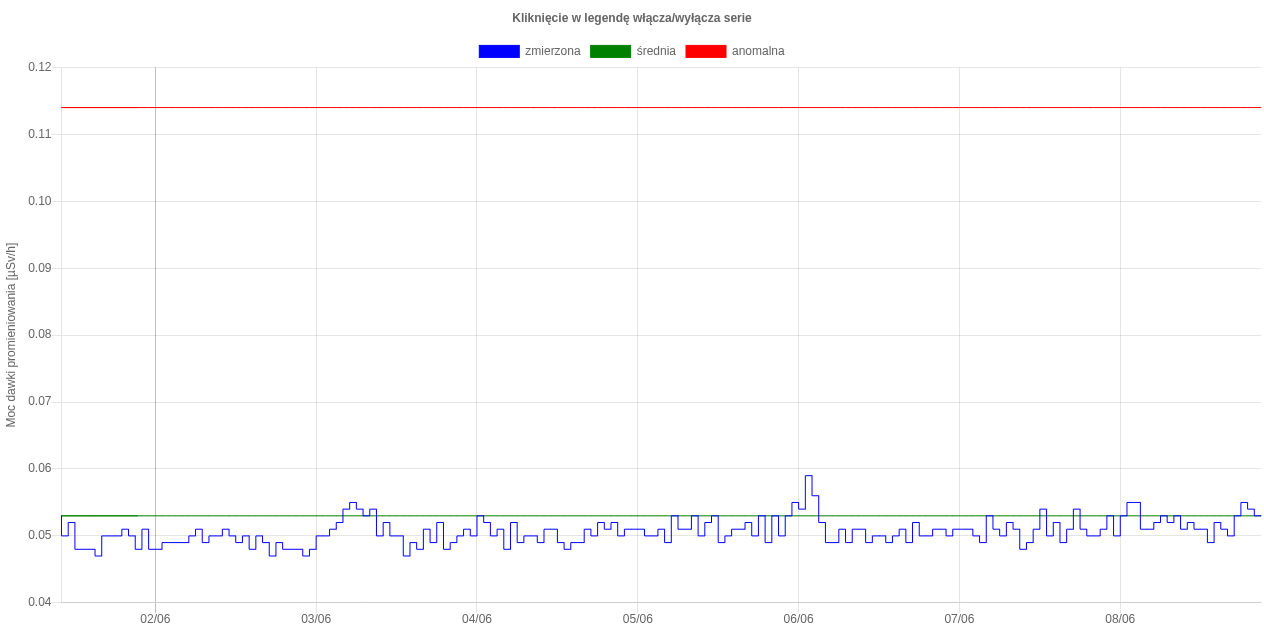 Kliknięcie w legendę włącza/wyłącza serie
zmierzona średnia anomalna
Moc dawki promieniowania [µSv/h]
0.12
0.11
0.10
0.09
0.08
0.07
0.06
0.05
0.04
02/06 03/06 04/06 05/06 06/06 07/06 08/06